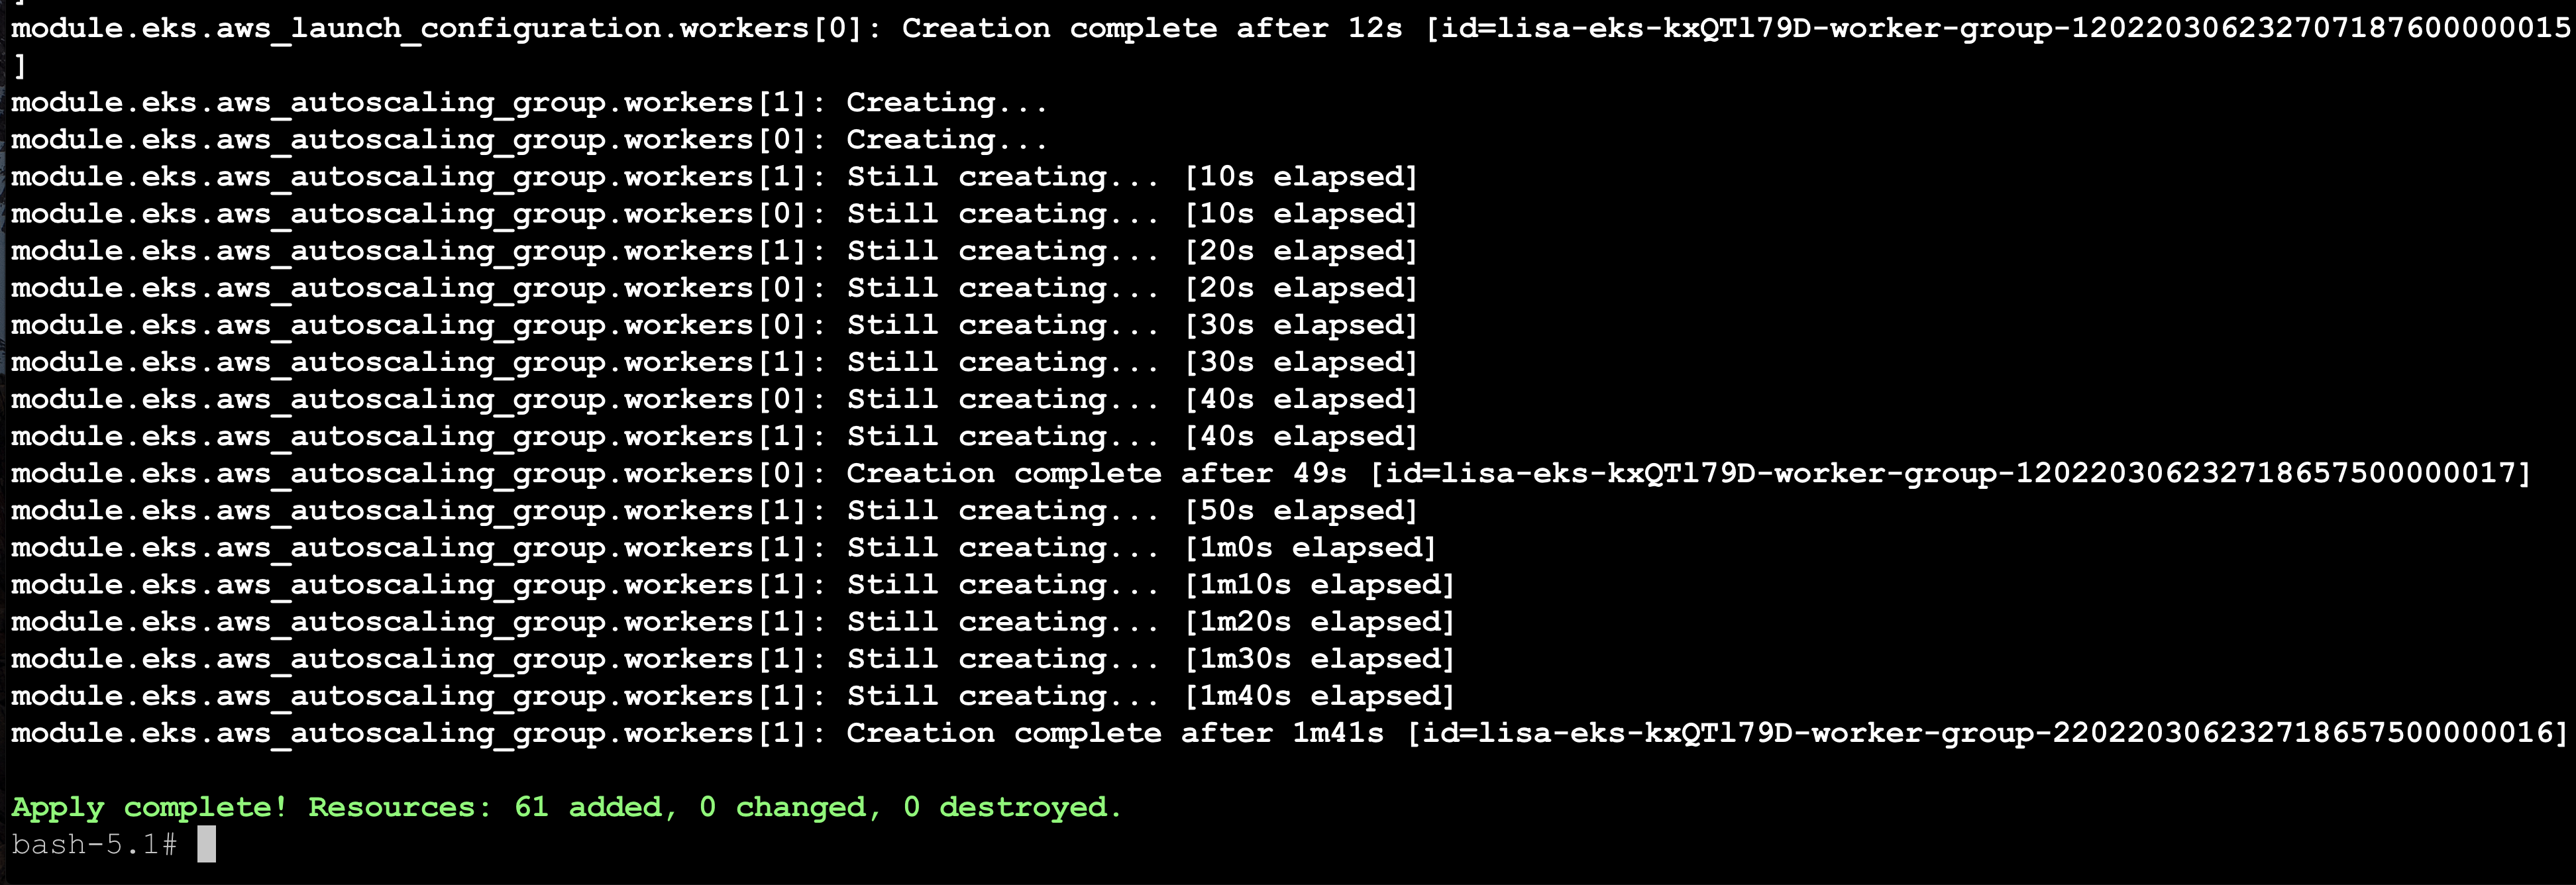 ]
module.eks.aws_launch_configuration.workers[0]: Creation complete after 12s [id=lisa-eks-kxQTl79D-worker-group-120220306232707187600000015
]
module.eks.aws_autoscaling_group.workers[1]: Creating...
module.eks.aws_autoscaling_group.workers[0]: Creating...
module.eks.aws_autoscaling_group.workers[1]: Still creating... [10s elapsed]
module.eks.aws_autoscaling_group.workers[0]: Still creating... [10s elapsed]
module.eks.aws_autoscaling_group.workers[1]: Still creating... [20s elapsed]
module.eks.aws_autoscaling_group.workers[0]: Still creating... [20s elapsed]
module.eks.aws_autoscaling_group.workers[0]: Still creating... [30s elapsed]
module.eks.aws_autoscaling_group.workers[1]: Still creating... [30s elapsed]
module.eks.aws_autoscaling_group.workers[0]: Still creating... [40s elapsed]
module.eks.aws_autoscaling_group.workers[1]: Still creating... [40s elapsed]
module.eks.aws_autoscaling_group.workers[0]: Creation complete after 49s [id=lisa-eks-kxQTl79D-worker-group-120220306232718657500000017]
module.eks.aws_autoscaling_group.workers[1]: Still creating... [50s elapsed]
module.eks.aws_autoscaling_group.workers[1]: Still creating... [1m0s elapsed]
module.eks.aws_autoscaling_group.workers[1]: Still creating... [1m10s elapsed]
module.eks.aws_autoscaling_group.workers[1]: Still creating... [1m20s elapsed]
module.eks.aws_autoscaling_group.workers[1]: Still creating... [1m30s elapsed]
module.eks.aws_autoscaling_group.workers[1]: Still creating... [1m40s elapsed]
module.eks.aws_autoscaling_group.workers[1]: Creation complete after 1m41s [id=lisa-eks-kxQTl79D-worker-group-220220306232718657500000016]
Apply complete! Resources: 61 added, 0 changed, 0 destroyed.
bash-5.1#